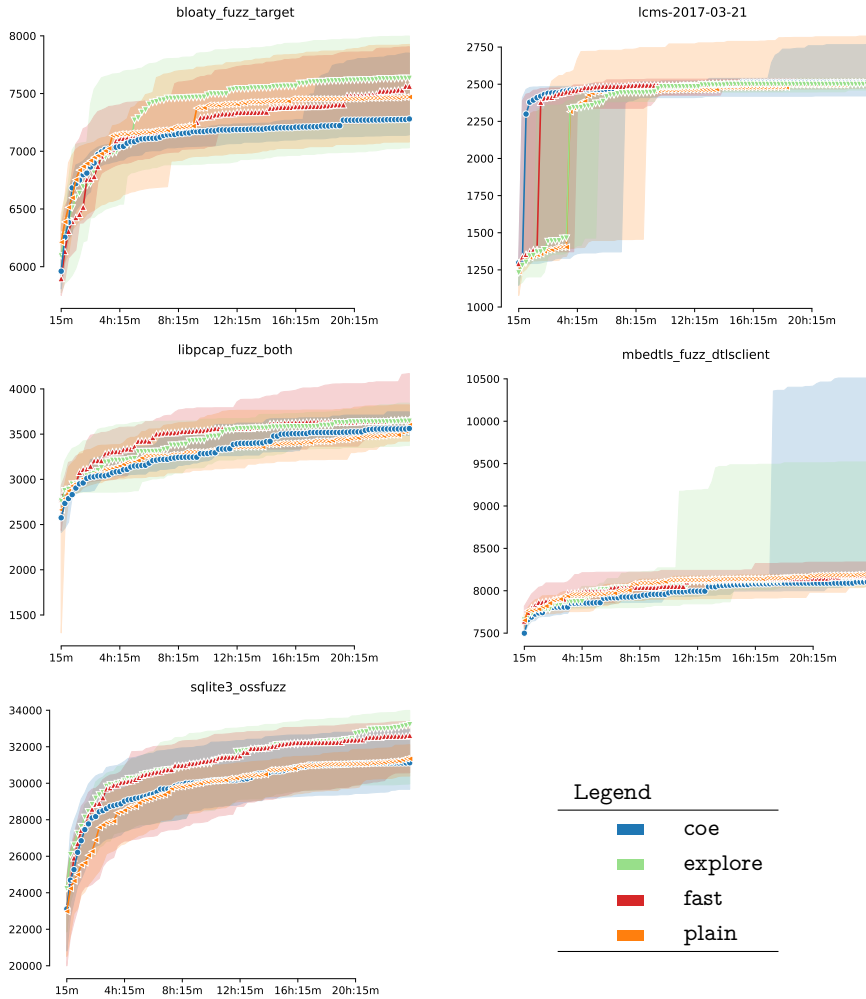 bloaty_fuzz_target
8000
7500
7000
6500
6000
15m 4h:15m 8h:15m 12h:15m 16h:15m 20h:15m
lcms-2017-03-21
2750
2500
2250
2000
1750
1500
1250
1000
15m 4h:15m 8h:15m 12h:15m 16h:15m 20h:15m
libpcap_fuzz_both
4000
3500
3000
2500
2000
1500
15m 4h:15m 8h:15m 12h:15m 16h:15m 20h:15m
mbedtls_fuzz_dtlsclient
10500
10000
9500
9000
8500
8000
7500
15m 4h:15m 8h:15m 12h:15m 16h:15m 20h:15m
sqlite3_ossfuzz
34000
32000
30000
28000
26000
24000
22000
20000
15m 4h:15m 8h:15m 12h:15m 16h:15m 20h:15m
Legend
coe
explore
fast
plain